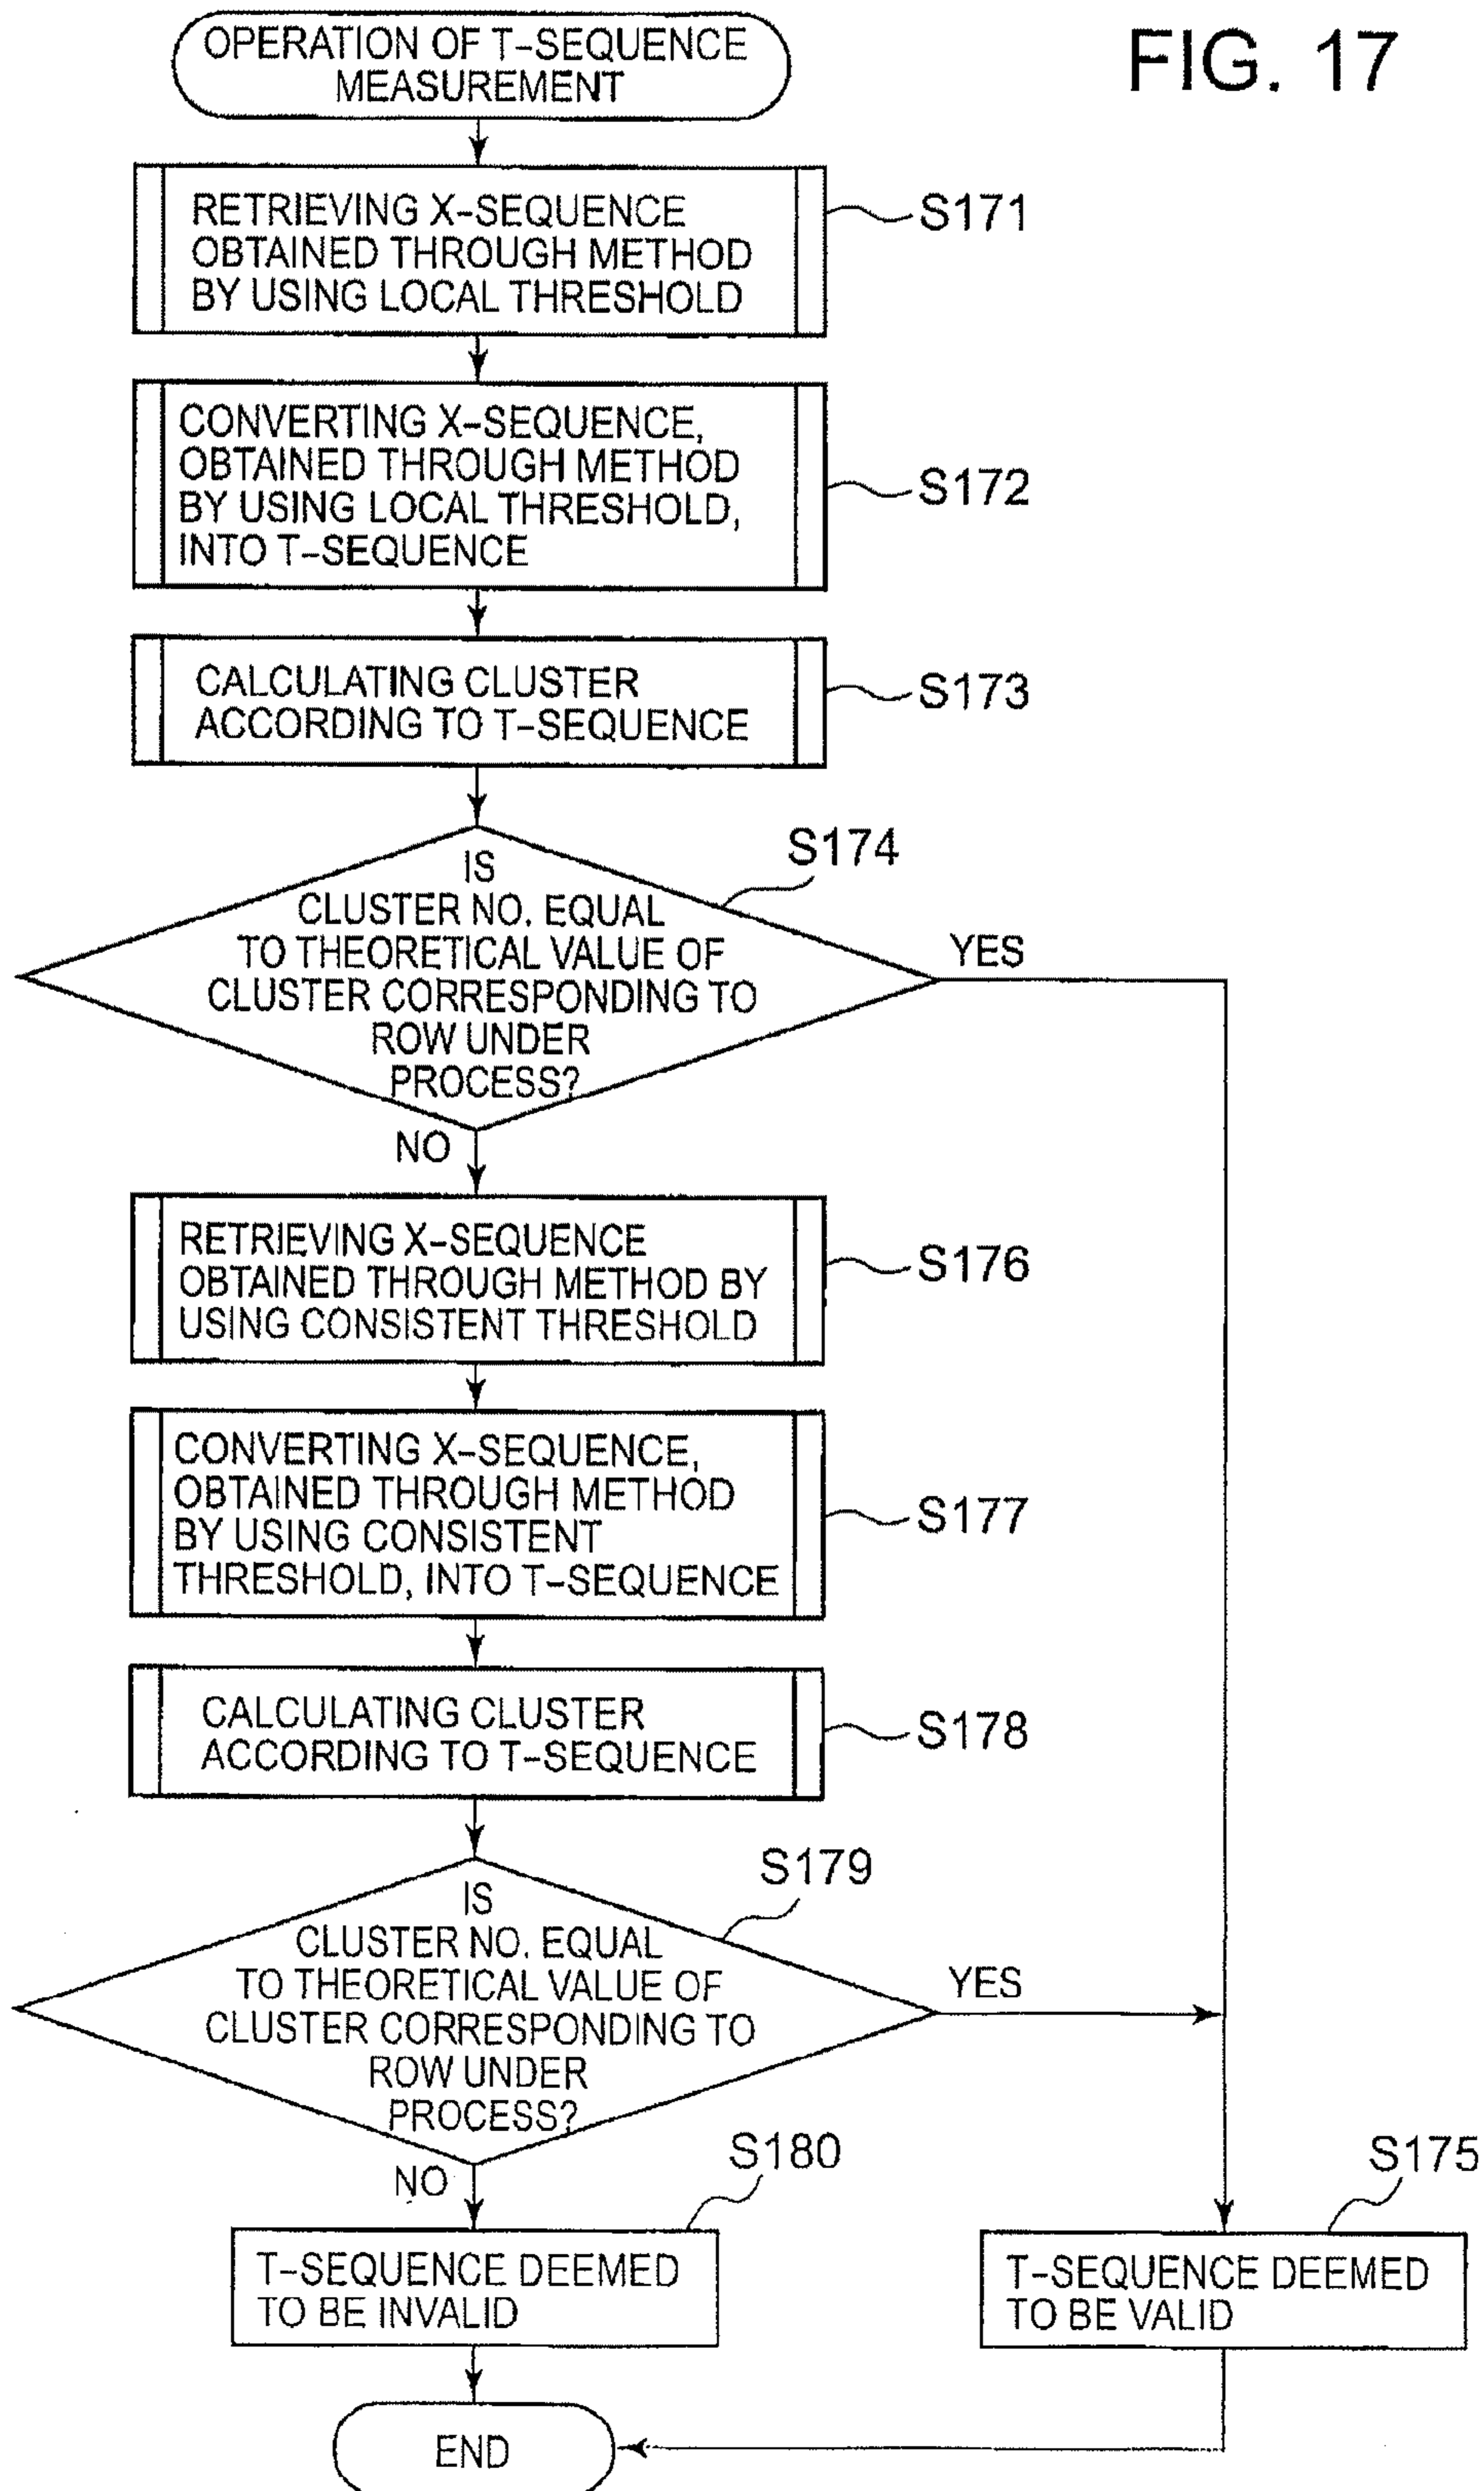 FIG. 17
OPERATION OF T-SEQUENCE
MEASUREMENT
RETRIEVING X-SEQUENCE
OBTAINED THROUGH METHOD
BY USING LOCAL THRESHOLD
S171
CONVERTING X-SEQUENCE,
OBTAINED THROUGH METHOD
BY USING LOCAL THRESHOLD,
INTO T-SEQUENCE
S172
CALCULATING CLUSTER
ACCORDING TO T-SEQUENCE
S173
S174
IS
CLUSTER NO. EQUAL
TO THEORETICAL VALUE OF
CLUSTER CORRESPONDING TO
ROW UNDER
PROCESS?
YES
NO
RETRIEVING X-SEQUENCE
OBTAINED THROUGH METHOD BY
USING CONSISTENT THRESHOLD
S176
CONVERTING X-SEQUENCE,
OBTAINED THROUGH METHOD
BY USING CONSISTENT
THRESHOLD, INTO T-SEQUENCE
S177
CALCULATING CLUSTER
ACCORDING TO T-SEQUENCE
S178
S179
IS
CLUSTER NO. EQUAL
TO THEORETICAL VALUE OF
CLUSTER CORRESPONDING TO
ROW UNDER
PROCESS?
YES
NO
S180
T-SEQUENCE DEEMED
TO BE INVALID
S175
T-SEQUENCE DEEMED
TO BE VALID
END